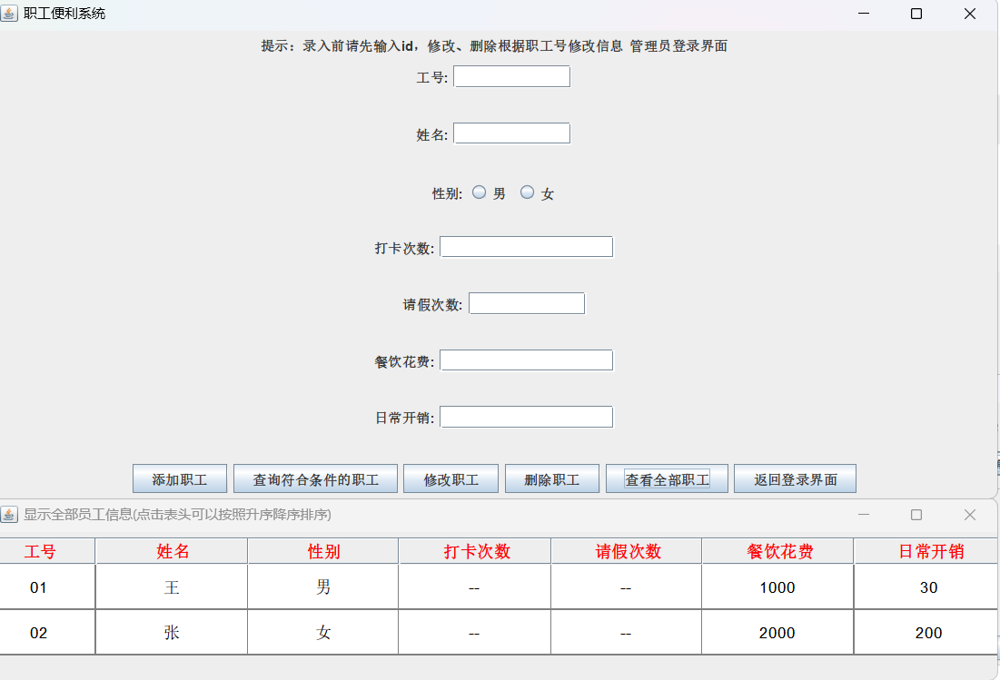 职工便利系统
提示：录入前请先输入id，修改、删除根据职工号修改信息 管理员登录界面
工号:
姓名:
性别: 男 女
打卡次数:
请假次数:
餐饮花费:
日常开销:
添加职工 查询符合条件的职工 修改职工 删除职工 查看全部职工 返回登录界面
显示全部员工信息(点击表头可以按照升序降序排序)
工号 姓名 性别 打卡次数 请假次数 餐饮花费 日常开销
01 王 男 -- -- 1000 30
02 张 女 -- -- 2000 200